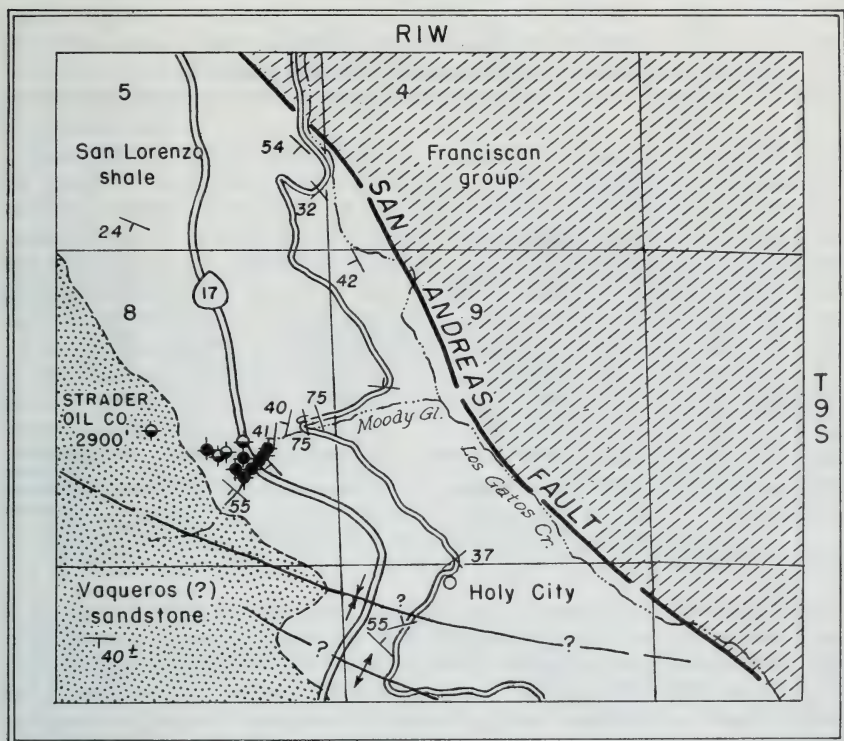 R I W
5
4
San Lorenzo
shale
54
Franciscan
group
32
24
SAN
42
17
8
ANDREAS
9
T
9
S
STRADER
OIL CO.
2900'
40
75
41
Moody Gl.
75
Los Gatos Cr.
55
FAULT
37
Holy City
Vaqueros (?)
sandstone
?
55
?
?
40±